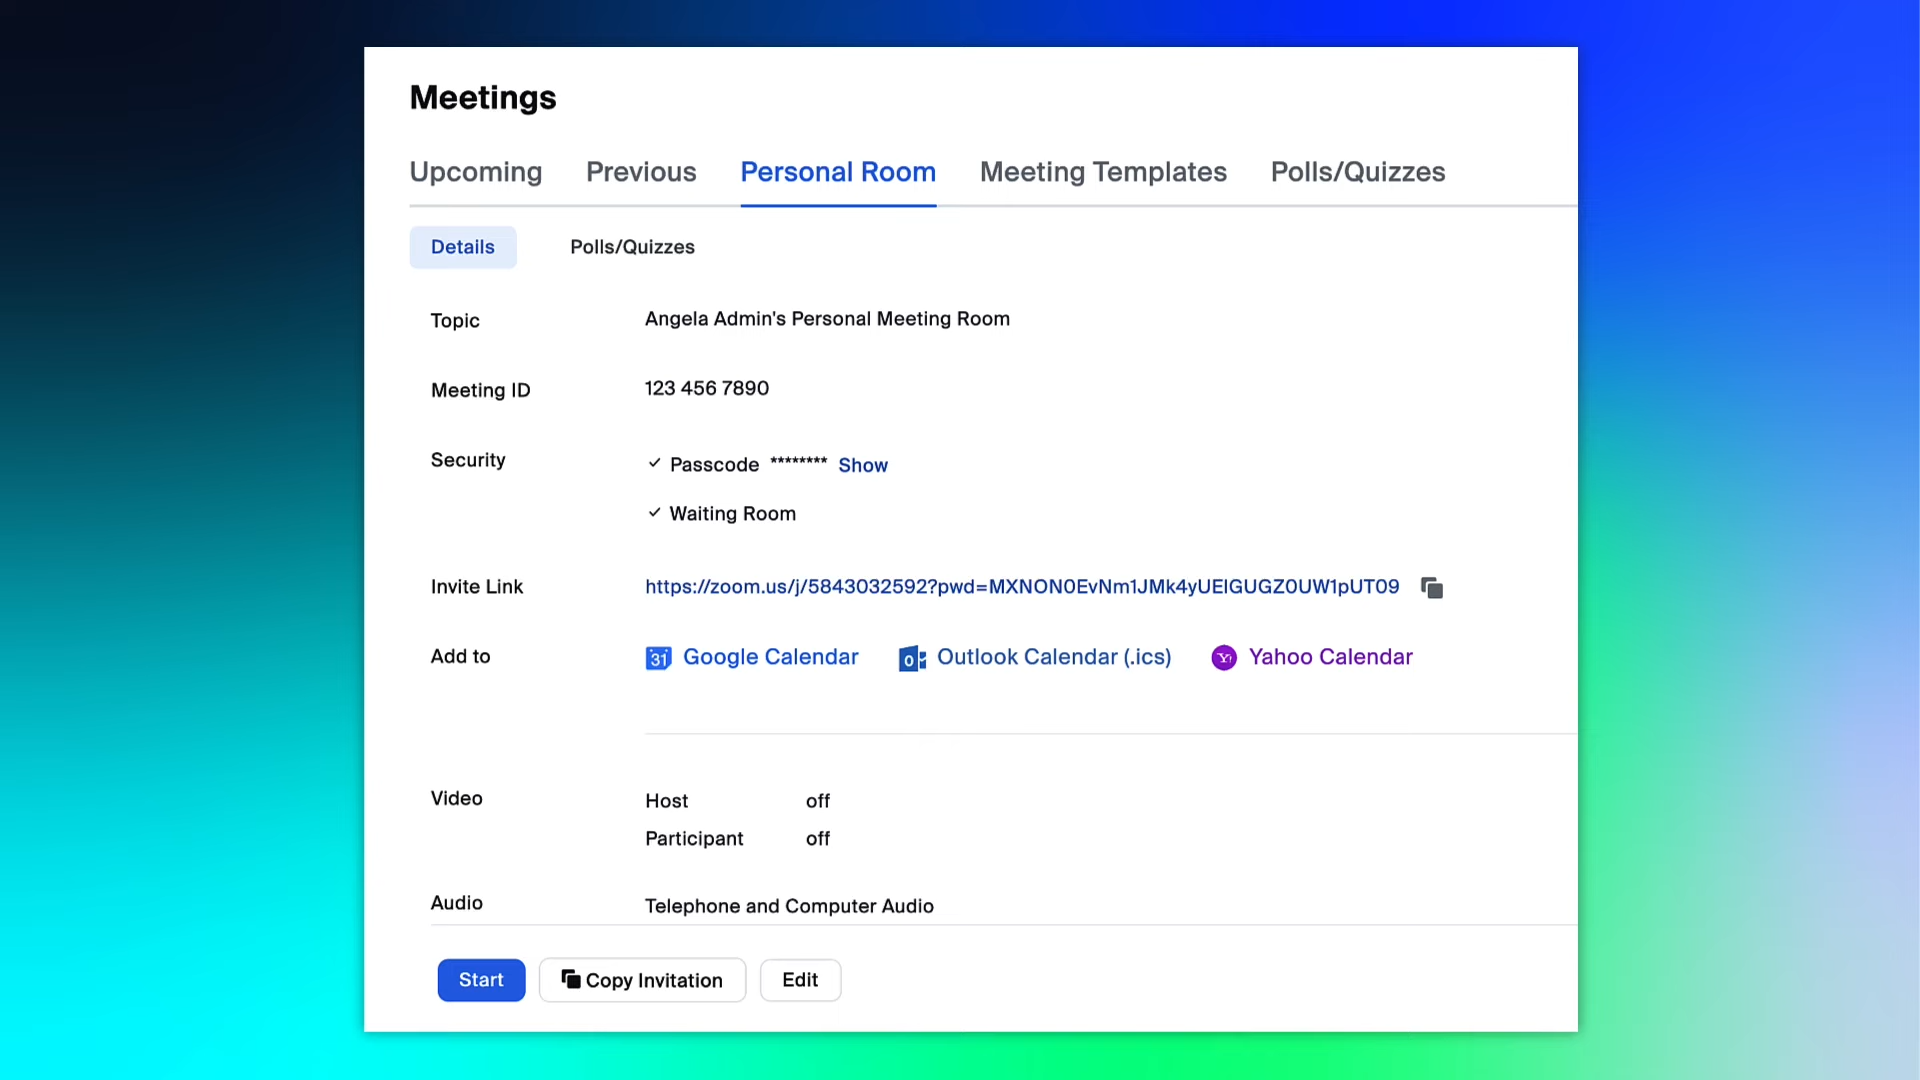 Meetings
Upcoming Previous Personal Room Meeting Templates Polls/Quizzes
Details Polls/Quizzes
Topic Angela Admin's Personal Meeting Room
Meeting ID 123 456 7890
Security ✓ Passcode ******** Show
✓ Waiting Room
Invite Link https://zoom.us/j/5843032592?pwd=MXNON0EvNm1JMk4yUElGUGZ0UW1pUT09
Add to 31 Google Calendar Outlook Calendar (.ics) Y! Yahoo Calendar
Video Host off
Participant off
Audio Telephone and Computer Audio
Start Copy Invitation Edit